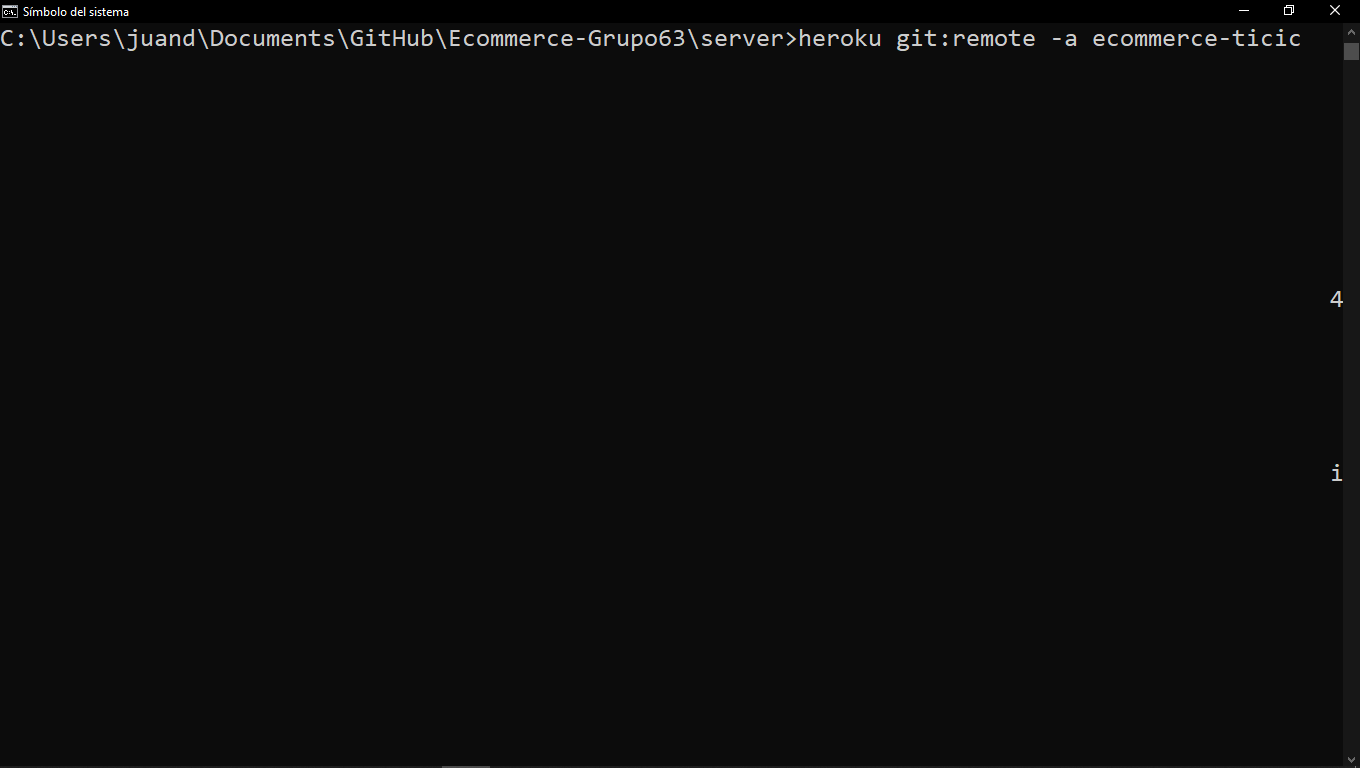 Símbolo del sistema
C:\Users\juand\Documents\GitHub\Ecommerce-Grupo63\server>heroku git:remote -a ecommerce-ticic
4
i